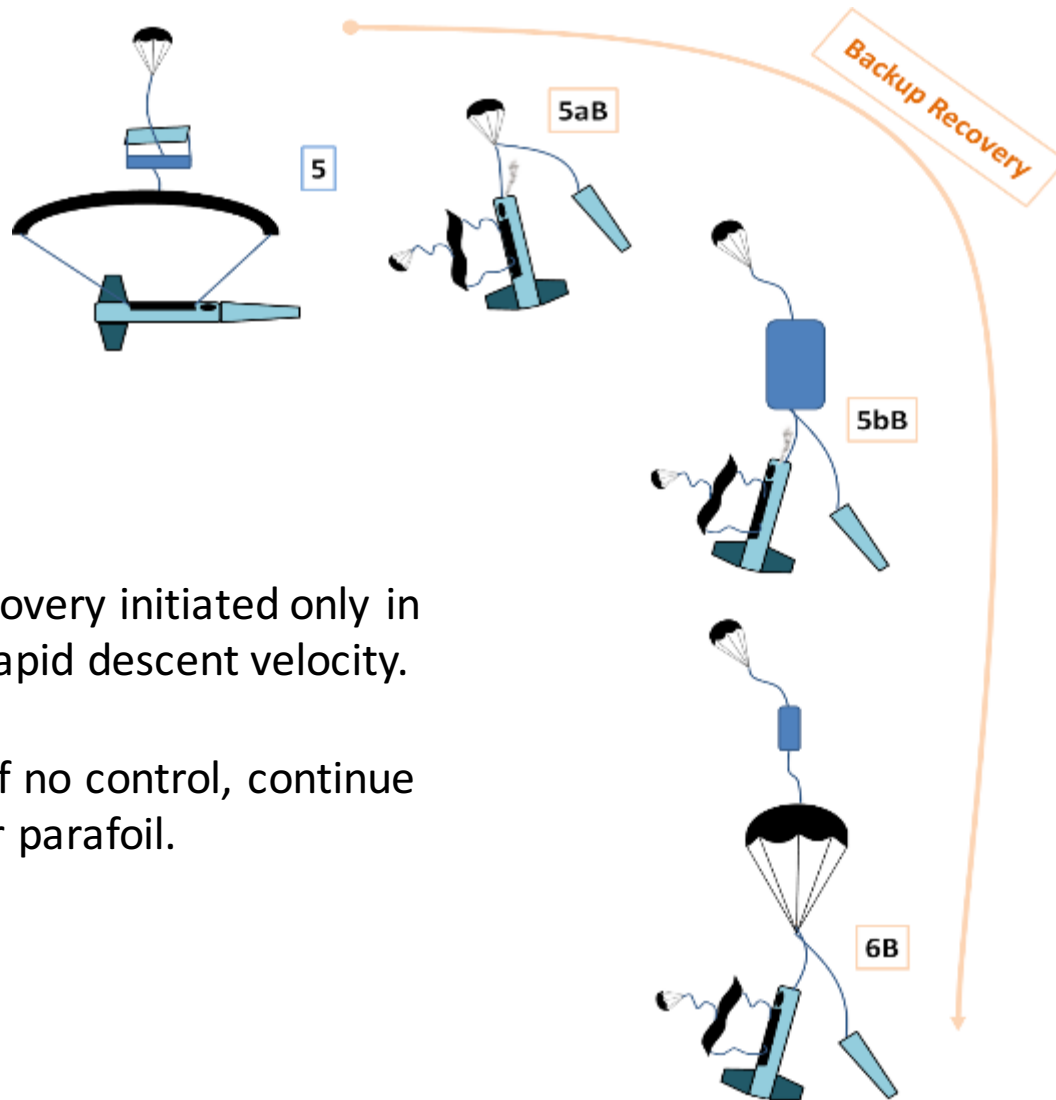 Backup Recovery
5
5aB
5bB
overy initiated only in
apid descent velocity.
f no control, continue
r parafoil.
6B